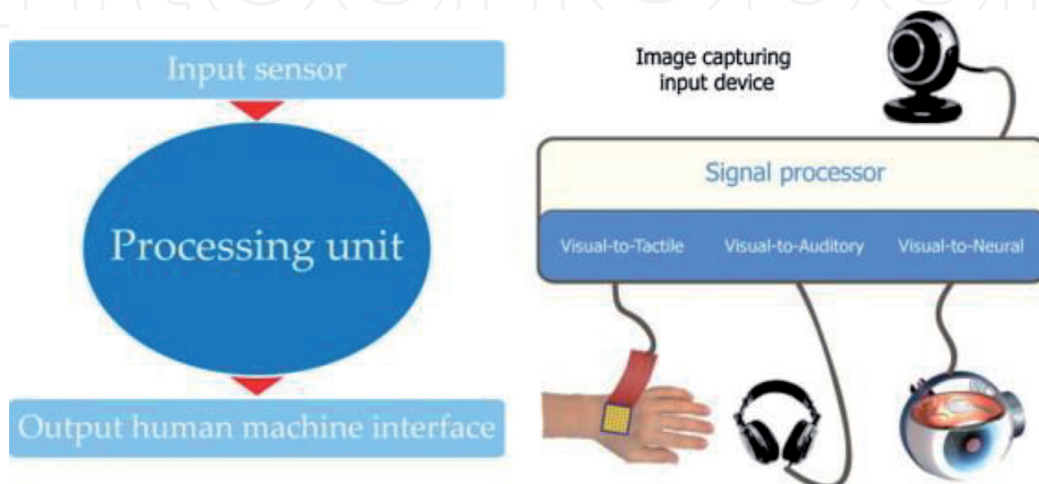 Input sensor
Processing unit
Output human machine interface
Image capturing
input device
Signal processor
Visual-to-Tactile Visual-to-Auditory Visual-to-Neural